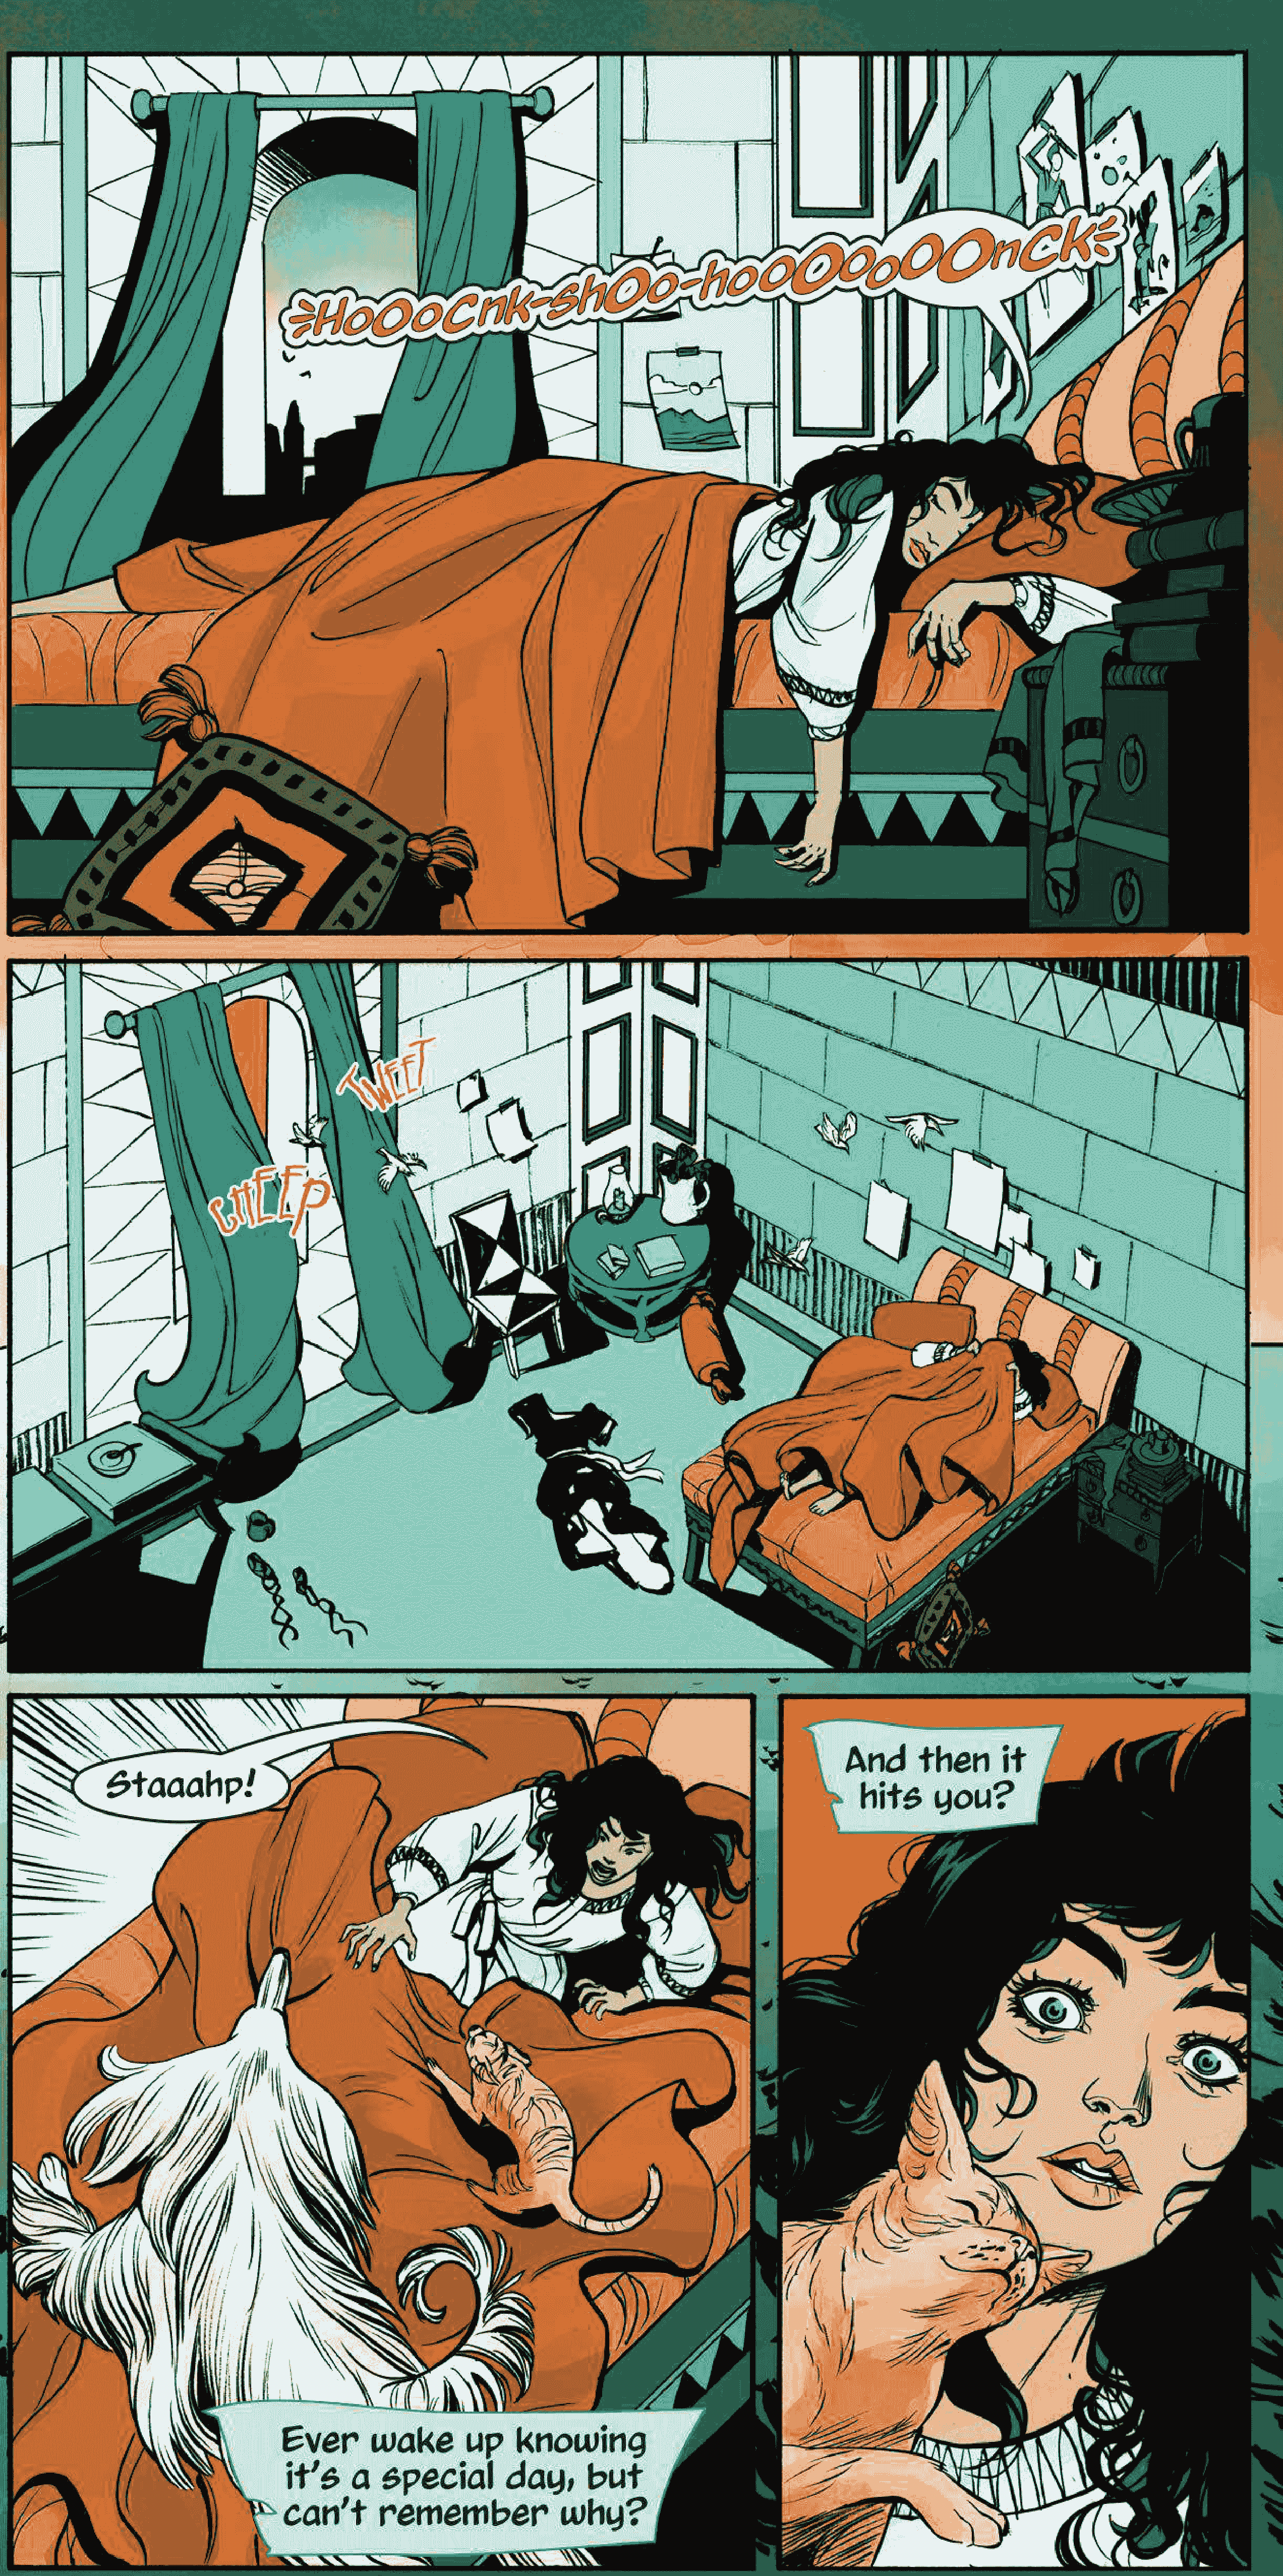 HoOOoCnk-shOo-hooOOooOOOnCk
TWEET
CHEEP
Staaahp!
Ever wake up knowing
it's a special day, but
can't remember why?
And then it
hits you?